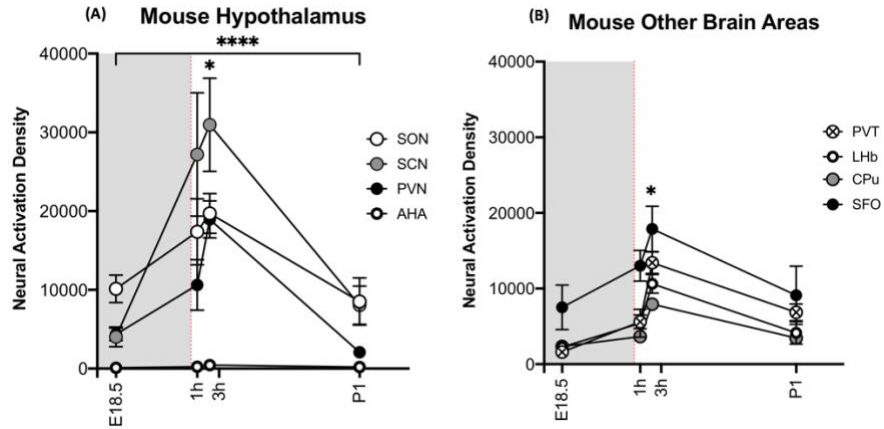 (A) Mouse Hypothalamus
****
*
Neural Activation Density
40000
30000
20000
10000
0
E18.5
1h
3h
P1
SON
SCN
PVN
AHA
(B) Mouse Other Brain Areas
*
Neural Activation Density
40000
30000
20000
10000
0
E18.5
1h
3h
P1
PVT
LHb
CPu
SFO